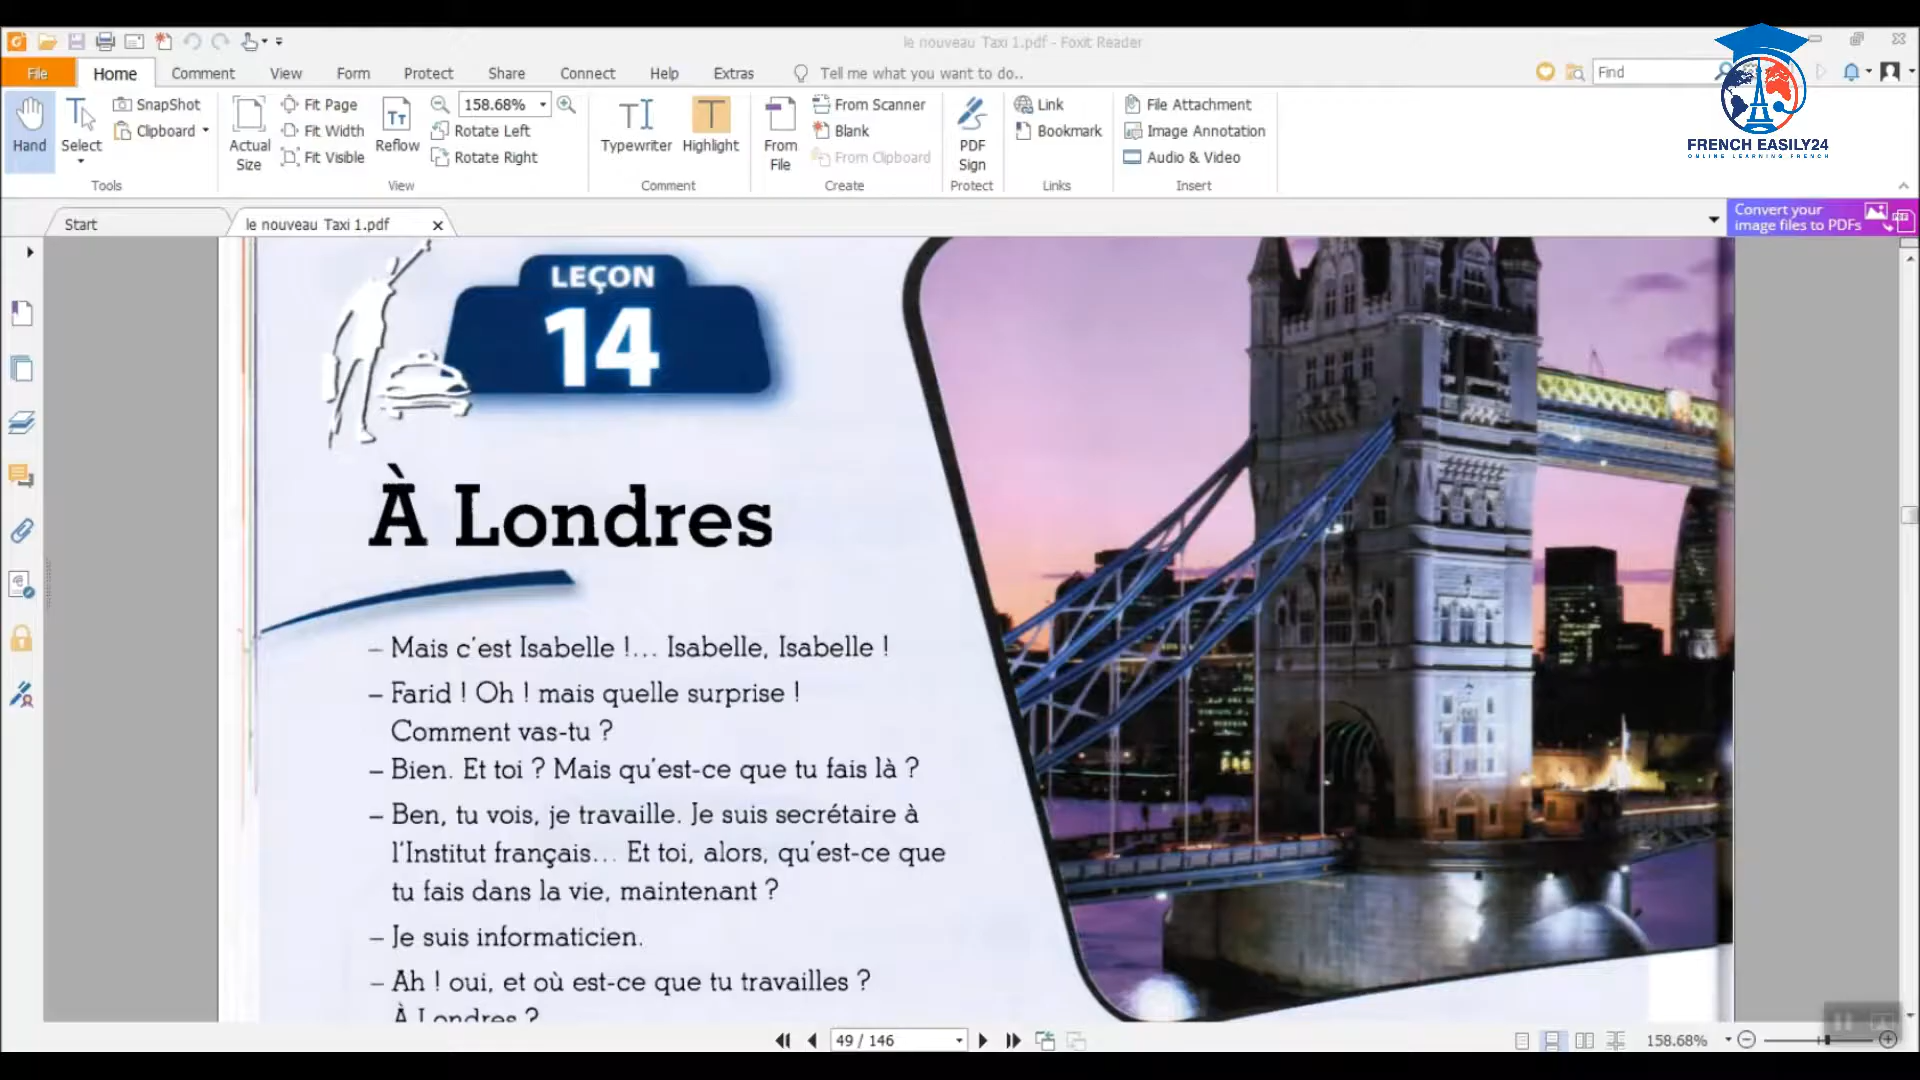 le nouveau Taxi 1.pdf - Foxit Reader
File Home Comment View Form Protect Share Connect Help Extras Tell me what you want to do.. Find
Hand
Select
SnapShot
Clipboard
Tools
Actual Size
Fit Page
Fit Width
Fit Visible
Reflow
158.68%
Rotate Left
Rotate Right
View
Typewriter
Highlight
Comment
From File
From Scanner
Blank
From Clipboard
Create
PDF Sign
Protect
Link
Bookmark
Links
File Attachment
Image Annotation
Audio & Video
Insert
FRENCH EASILY24
ONLINE LEARNING FRENCH
Start
le nouveau Taxi 1.pdf
Convert your
image files to PDFs
LEÇON
14
À Londres
– Mais c'est Isabelle !... Isabelle, Isabelle !
– Farid ! Oh ! mais quelle surprise !
Comment vas-tu ?
– Bien. Et toi ? Mais qu'est-ce que tu fais là ?
– Ben, tu vois, je travaille. Je suis secrétaire à
l'Institut français... Et toi, alors, qu'est-ce que
tu fais dans la vie, maintenant ?
– Je suis informaticien.
– Ah ! oui, et où est-ce que tu travailles ?
À Londres ?
49 / 146
158.68%